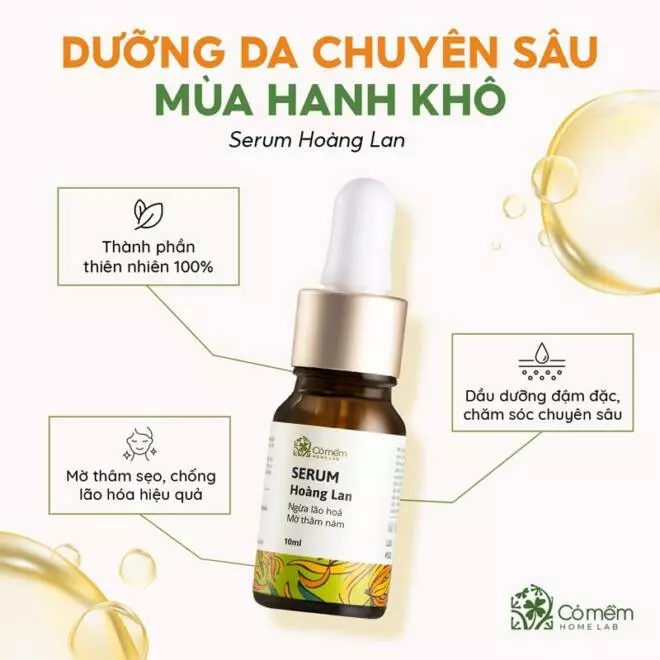 DƯỠNG DA CHUYÊN SÂU
MÙA HANH KHÔ
Serum Hoàng Lan
Thành phần
thiên nhiên 100%
Dầu dưỡng đậm đặc,
chăm sóc chuyên sâu
Mờ thâm sẹo, chống
lão hóa hiệu quả
Cỏ mềm
HOME LAB
SERUM
Hoàng Lan
Ngừa lão hoá
Mờ thâm nám
10ml
Cỏ mềm
HOME LAB